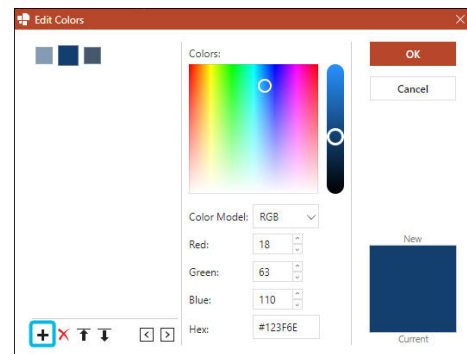 Edit Colors
Colors:
OK
Cancel
Color Model: RGB
Red: 18
Green: 63
Blue: 110
Hex: #123F6E
New
Current